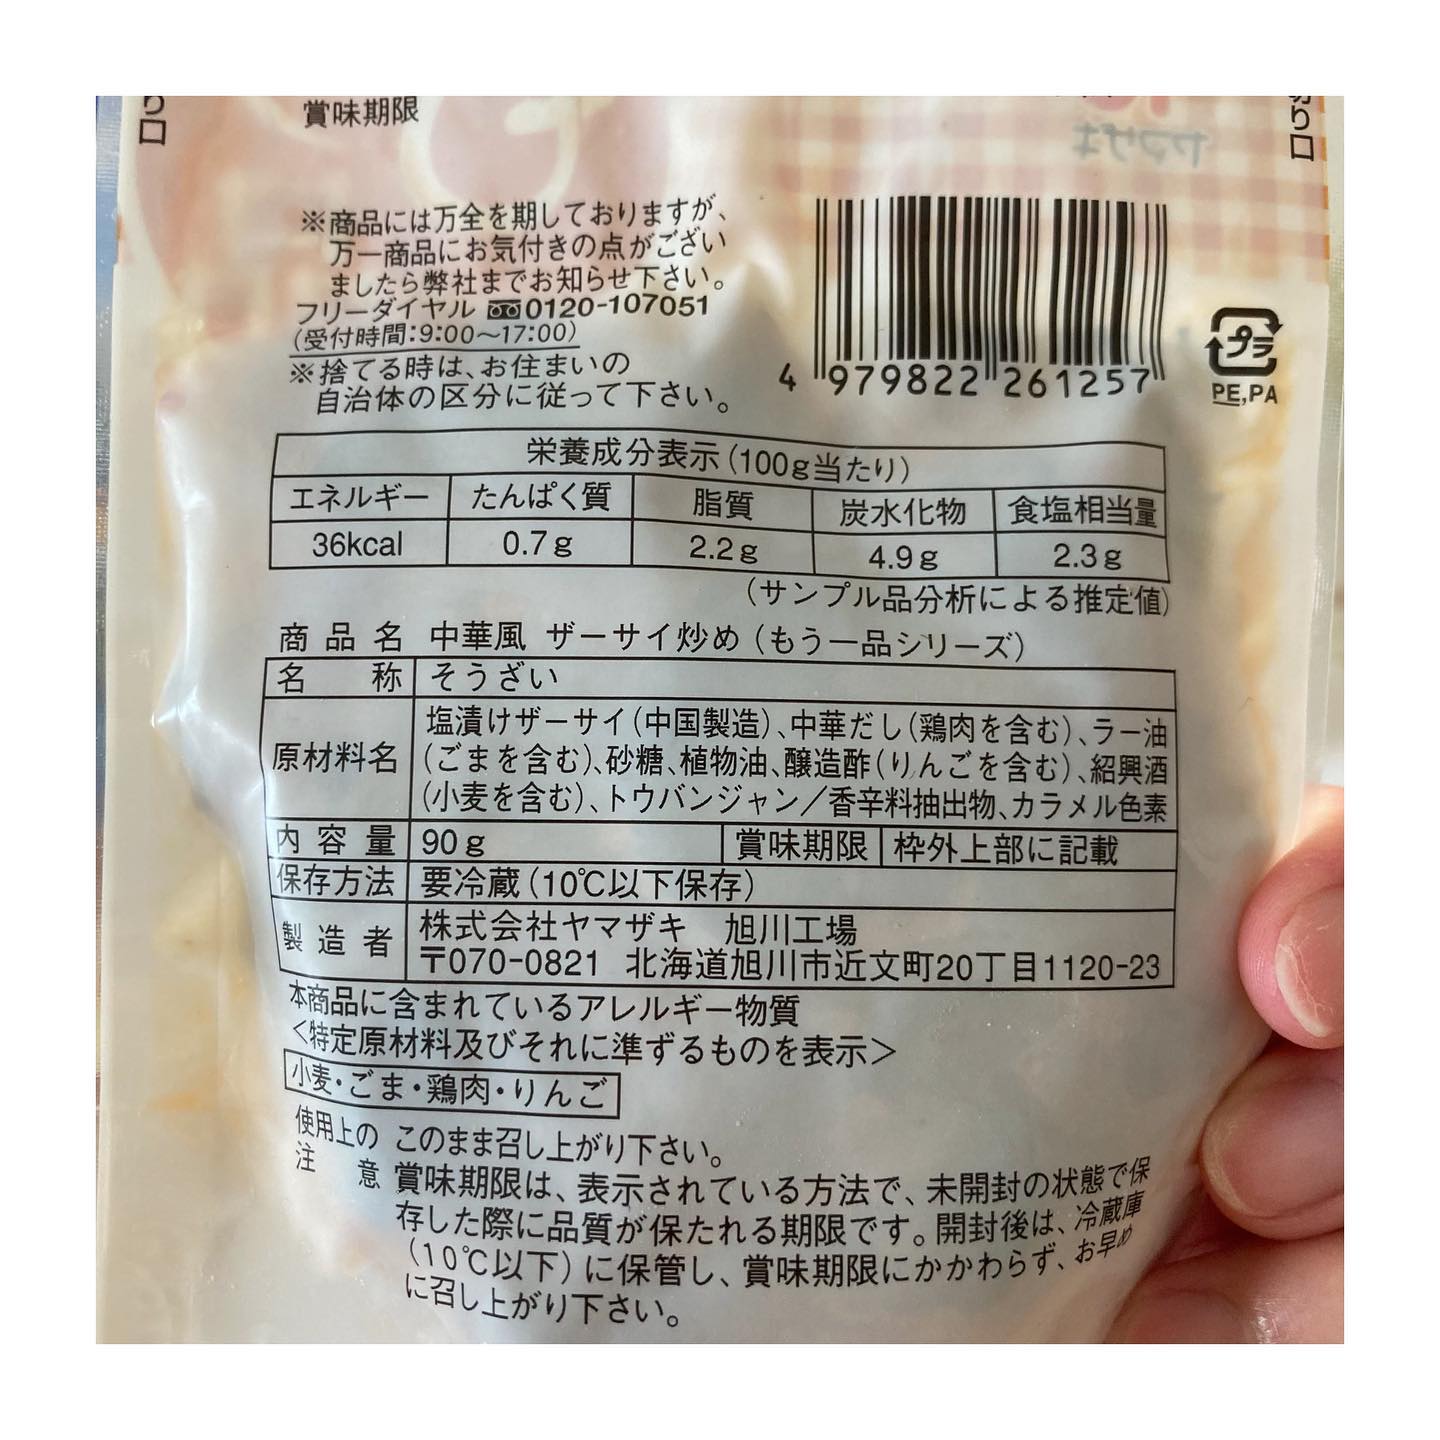 賞味期限
り口
り口
※商品には万全を期しておりますが、
万一商品にお気付きの点がござい
ましたら弊社までお知らせ下さい。
フリーダイヤル 0120-107051
(受付時間:9:00～17:00)
※捨てる時は、お住まいの
自治体の区分に従って下さい。
4 979822 261257
プラ
PE,PA
栄養成分表示(100g当たり)
エネルギー たんぱく質 脂質 炭水化物 食塩相当量
36kcal 0.7g 2.2g 4.9g 2.3g
(サンプル品分析による推定値)
商品名 中華風 ザーサイ炒め(もう一品シリーズ)
名称 そうざい
原材料名 塩漬けザーサイ(中国製造)、中華だし(鶏肉を含む)、ラー油
(ごまを含む)、砂糖、植物油、醸造酢(りんごを含む)、紹興酒
(小麦を含む)、トウバンジャン／香辛料抽出物、カラメル色素
内容量 90g 賞味期限 枠外上部に記載
保存方法 要冷蔵(10℃以下保存)
製造者 株式会社ヤマザキ 旭川工場
〒070-0821 北海道旭川市近文町20丁目1120-23
本商品に含まれているアレルギー物質
<特定原材料及びそれに準ずるものを表示>
小麦・ごま・鶏肉・りんご
使用上の注意 このまま召し上がり下さい。
賞味期限は、表示されている方法で、未開封の状態で保
存した際に品質が保たれる期限です。開封後は、冷蔵庫
(10℃以下)に保管し、賞味期限にかかわらず、お早め
に召し上がり下さい。